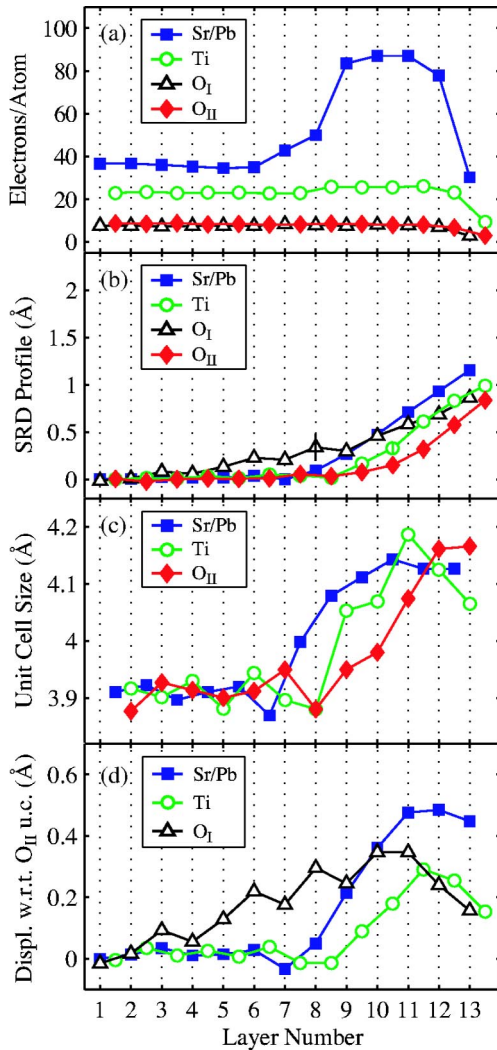 (a)
Sr/Pb
Ti
O_I
O_II
Electrons/Atom
100
80
60
40
20
0
(b)
Sr/Pb
Ti
O_I
O_II
SRD Profile (Å)
2
1.5
1
0.5
0
(c)
Sr/Pb
Ti
O_II
Unit Cell Size (Å)
4.2
4.1
4
3.9
(d)
Sr/Pb
Ti
O_I
Displ. w.r.t. O_II u.c. (Å)
0.6
0.4
0.2
0
1 2 3 4 5 6 7 8 9 10 11 12 13
Layer Number